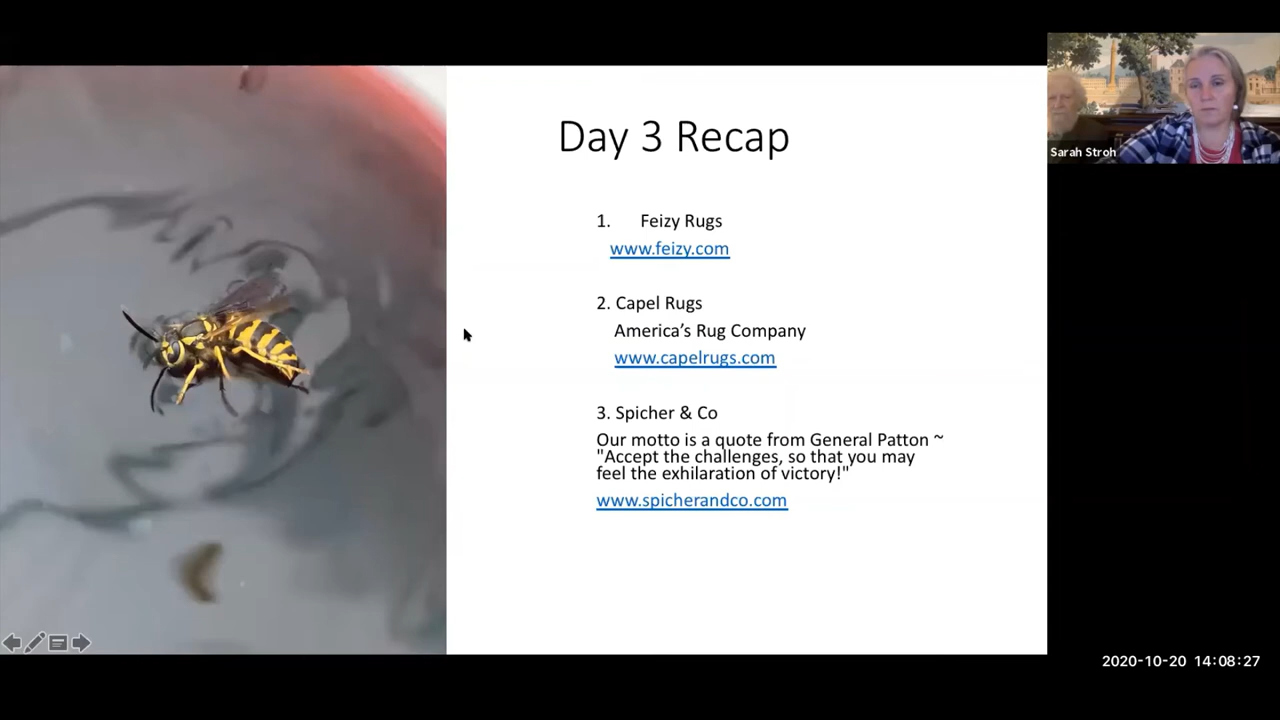 Day 3 Recap
1. Feizy Rugs
www.feizy.com
2. Capel Rugs
America’s Rug Company
www.capelrugs.com
3. Spicher & Co
Our motto is a quote from General Patton ~
"Accept the challenges, so that you may
feel the exhilaration of victory!"
www.spicherandco.com
Sarah Stroh
2020-10-20 14:08:27